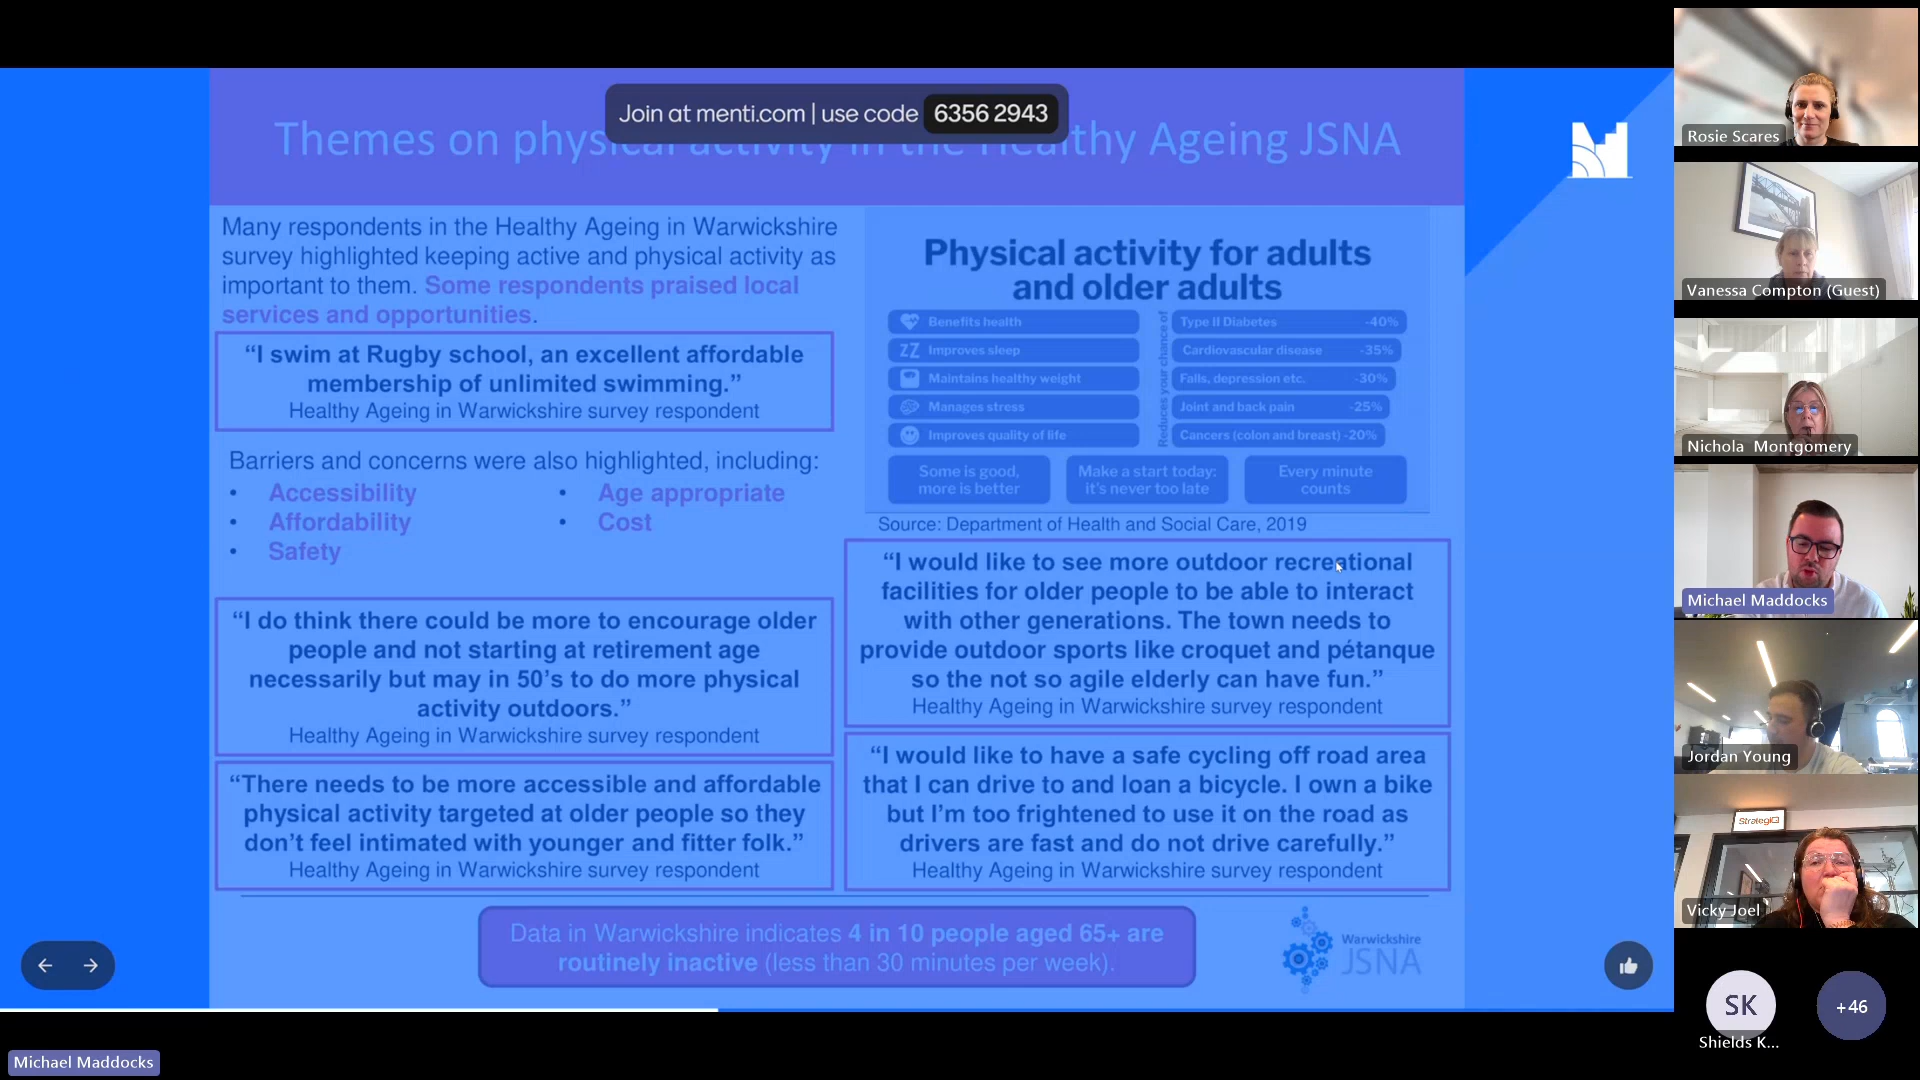 Join at menti.com | use code 6356 2943
Themes on physical activity in the Healthy Ageing JSNA
Many respondents in the Healthy Ageing in Warwickshire
survey highlighted keeping active and physical activity as
important to them. Some respondents praised local
services and opportunities.
“I swim at Rugby school, an excellent affordable
membership of unlimited swimming.”
Healthy Ageing in Warwickshire survey respondent
Barriers and concerns were also highlighted, including:
• Accessibility
• Affordability
• Safety
• Age appropriate
• Cost
“I do think there could be more to encourage older
people and not starting at retirement age
necessarily but may in 50’s to do more physical
activity outdoors.”
Healthy Ageing in Warwickshire survey respondent
“There needs to be more accessible and affordable
physical activity targeted at older people so they
don’t feel intimated with younger and fitter folk.”
Healthy Ageing in Warwickshire survey respondent
Physical activity for adults
and older adults
Benefits health
ZZ Improves sleep
Maintains healthy weight
Manages stress
Improves quality of life
Reduces your chance of
Type II Diabetes -40%
Cardiovascular disease -35%
Falls, depression etc. -30%
Joint and back pain -25%
Cancers (colon and breast) -20%
Some is good,
more is better
Make a start today:
it’s never too late
Every minute
counts
Source: Department of Health and Social Care, 2019
“I would like to see more outdoor recreational
facilities for older people to be able to interact
with other generations. The town needs to
provide outdoor sports like croquet and pétanque
so the not so agile elderly can have fun.”
Healthy Ageing in Warwickshire survey respondent
“I would like to have a safe cycling off road area
that I can drive to and loan a bicycle. I own a bike
but I’m too frightened to use it on the road as
drivers are fast and do not drive carefully.”
Healthy Ageing in Warwickshire survey respondent
Data in Warwickshire indicates 4 in 10 people aged 65+ are
routinely inactive (less than 30 minutes per week).
Warwickshire
JSNA
Michael Maddocks
Rosie Scares
Vanessa Compton (Guest)
Nichola Montgomery
Michael Maddocks
Jordan Young
StrategiQ
Vicky Joel
SK
Shields K...
+46